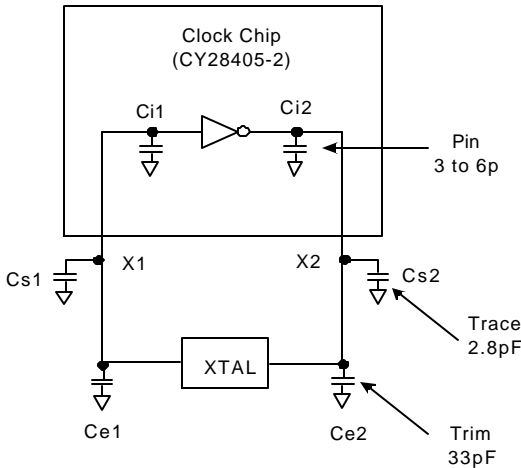 Clock Chip
(CY28405-2)
Ci1
Ci2
Pin
3 to 6p
X1
X2
Cs1
Cs2
Trace
2.8pF
XTAL
Ce1
Ce2
Trim
33pF